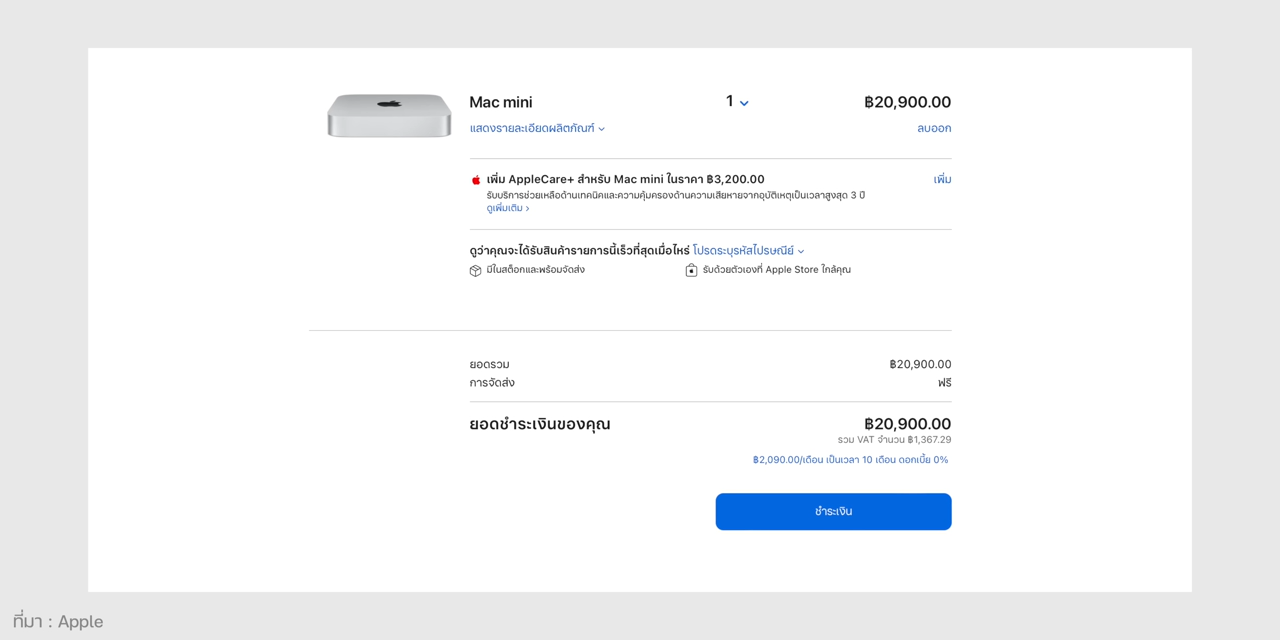 Mac mini 1 ฿20,900.00
แสดงรายละเอียดผลิตภัณฑ์ ลบออก
เพิ่ม AppleCare+ สำหรับ Mac mini ในราคา ฿3,200.00 เพิ่ม
รับบริการช่วยเหลือด้านเทคนิคและความคุ้มครองด้านความเสียหายจากอุบัติเหตุเป็นเวลาสูงสุด 3 ปี
ดูเพิ่มเติม >
ดูว่าคุณจะได้รับสินค้ารายการนี้เร็วที่สุดเมื่อไหร่ โปรดระบุรหัสไปรษณีย์
มีในสต็อกและพร้อมจัดส่ง รับด้วยตัวเองที่ Apple Store ใกล้คุณ
ยอดรวม ฿20,900.00
การจัดส่ง ฟรี
ยอดชำระเงินของคุณ ฿20,900.00
รวม VAT จำนวน ฿1,367.29
฿2,090.00/เดือน เป็นเวลา 10 เดือน ดอกเบี้ย 0%
ชำระเงิน
ที่มา : Apple